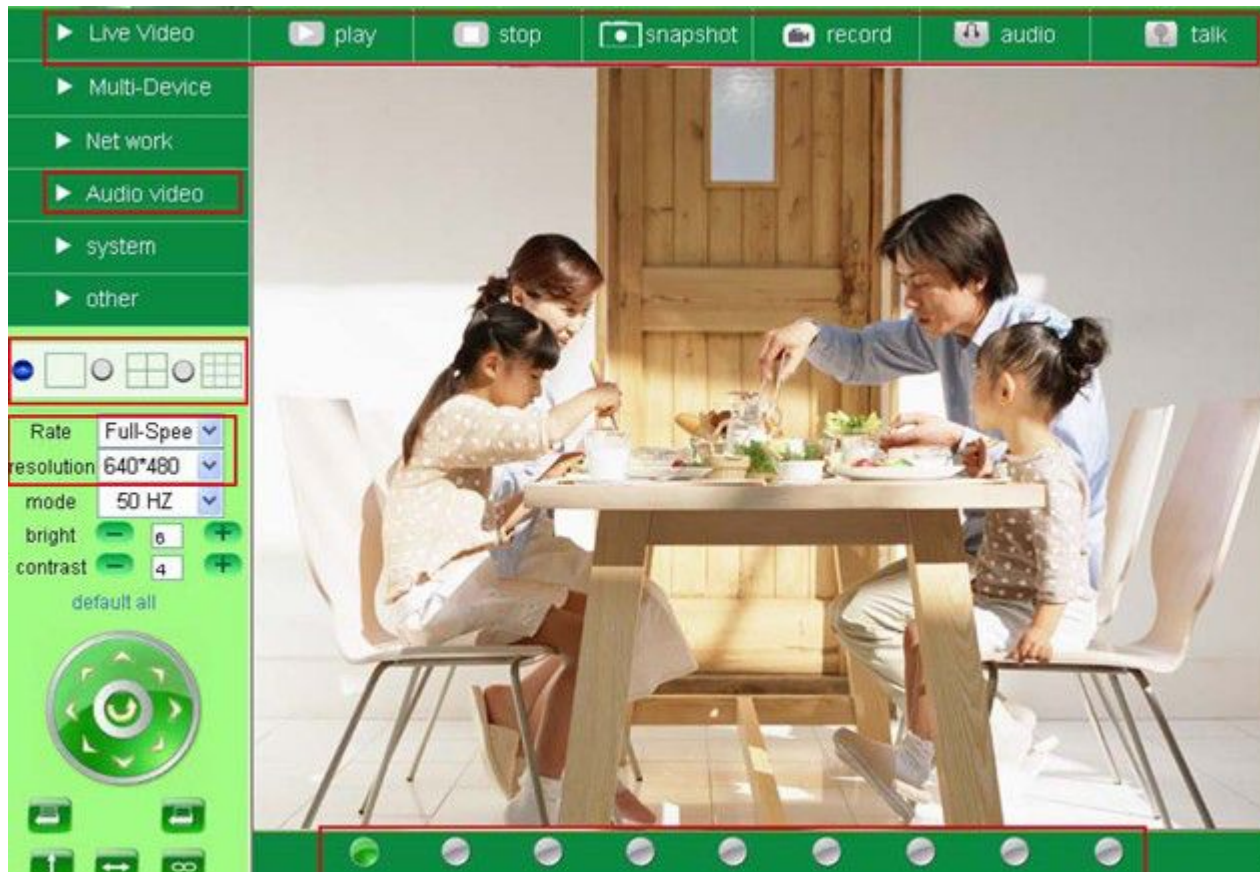 Live Video play stop snapshot record audio talk
Multi-Device
Net work
Audio video
system
other
Rate Full-Spee
resolution 640*480
mode 50 HZ
bright 6
contrast 4
default all